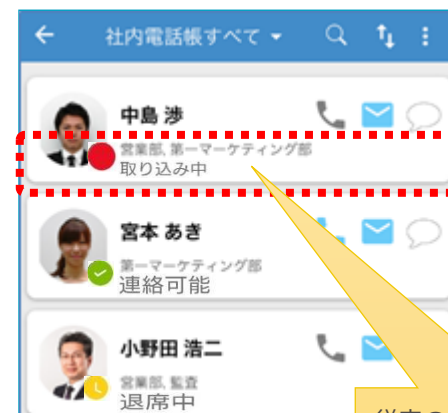 社内電話帳すべて
中島 渉
営業部, 第一マーケティング部
取り込み中
宮本 あき
第一マーケティング部
連絡可能
小野田 浩二
営業部, 監査
退席中